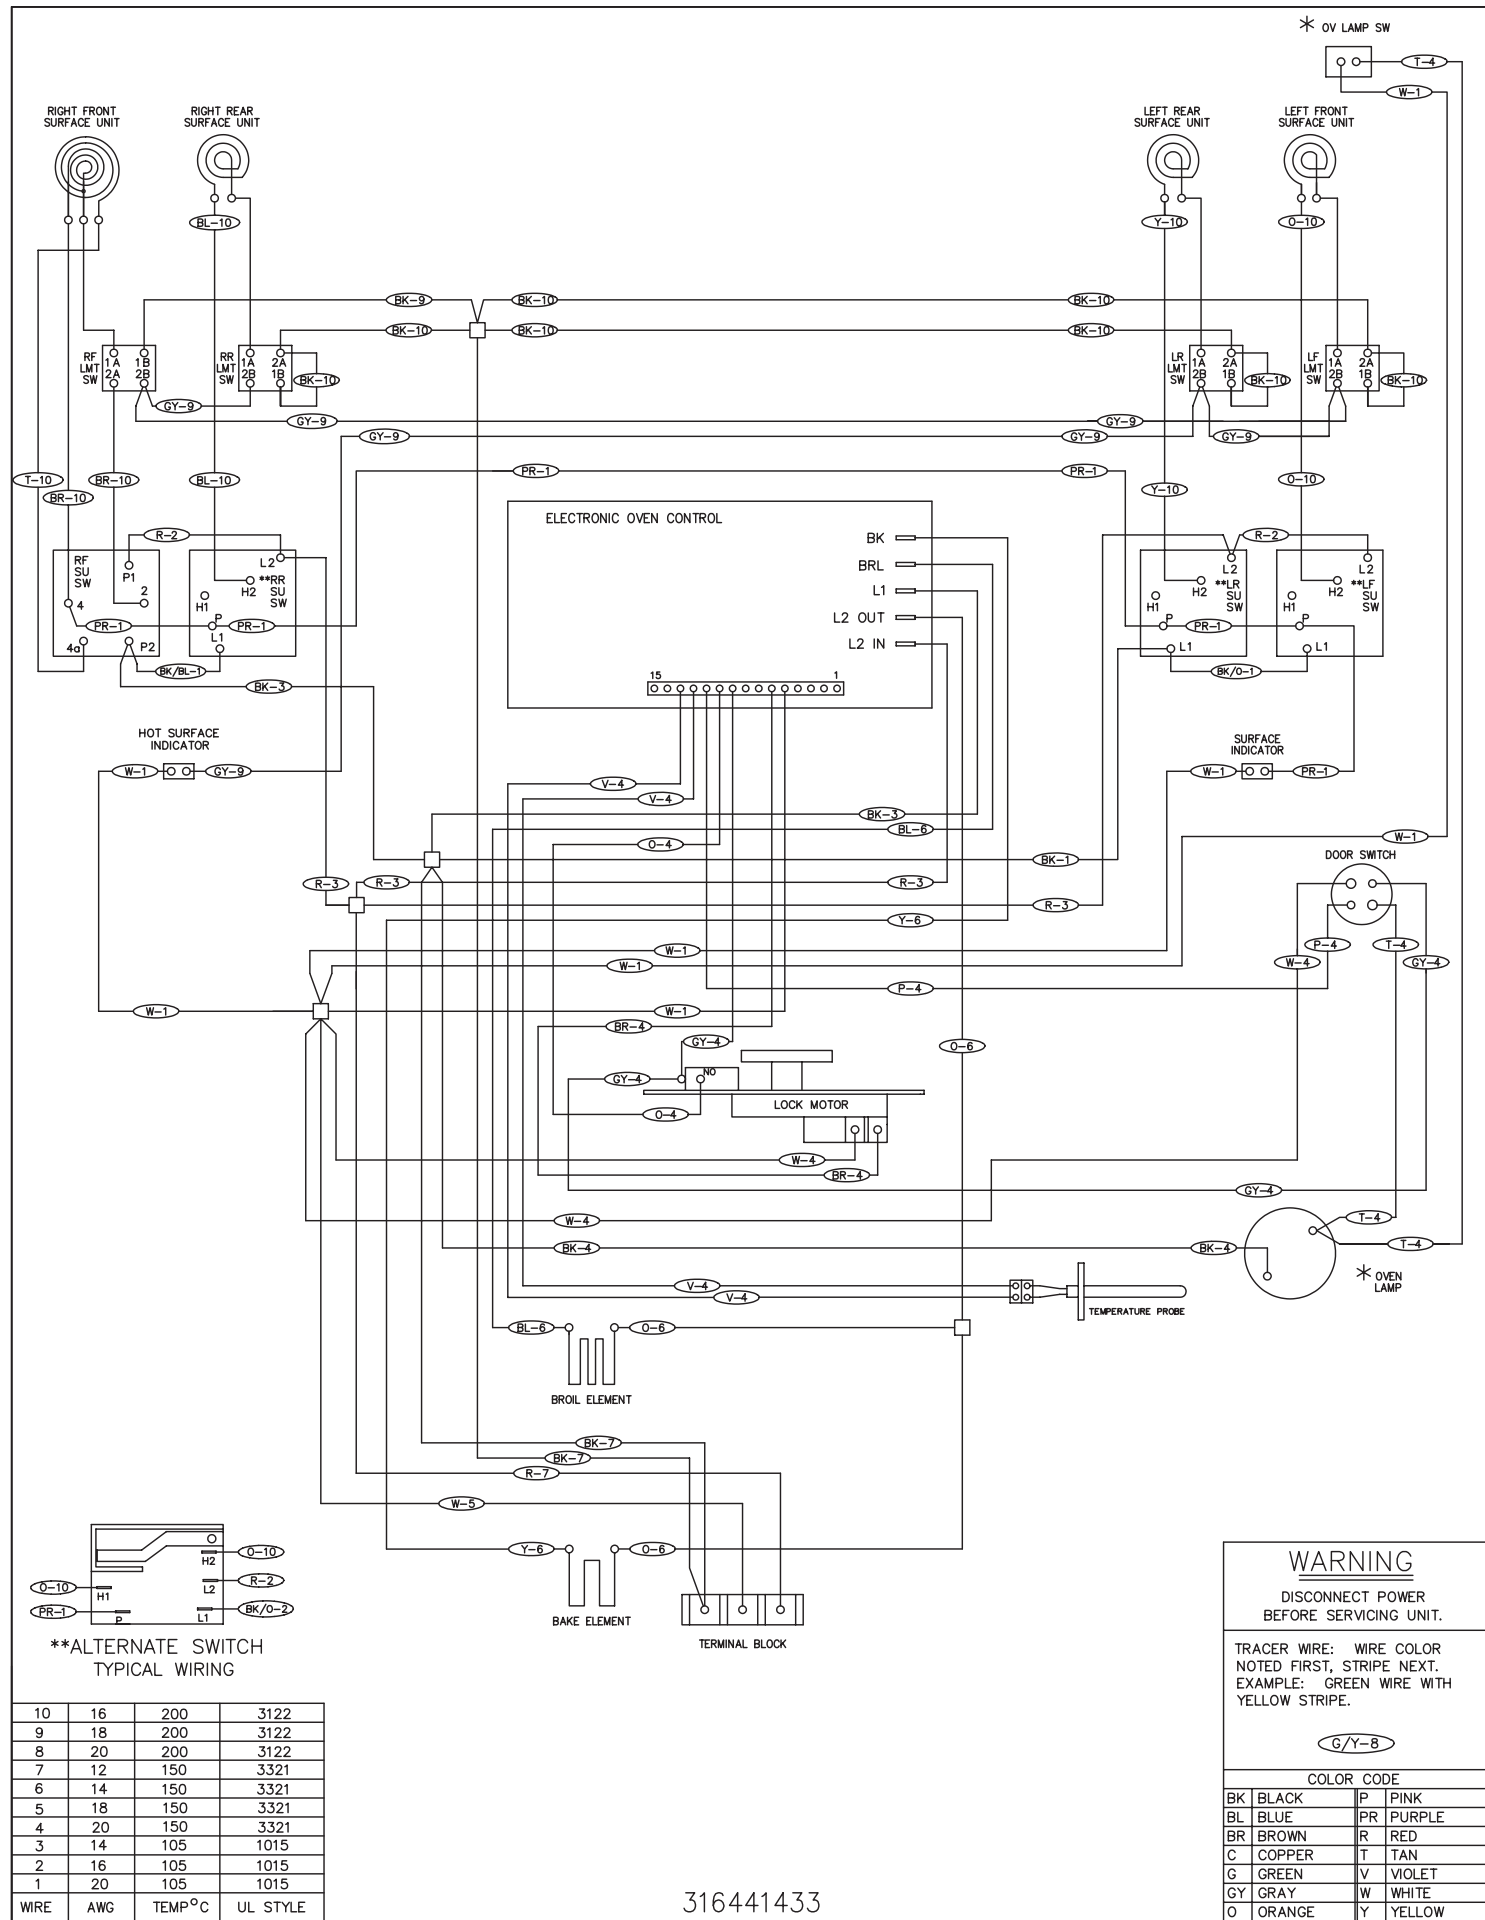 OV LAMP SW
T-4
W-1
RIGHT FRONT
SURFACE UNIT
RIGHT REAR
SURFACE UNIT
LEFT REAR
SURFACE UNIT
LEFT FRONT
SURFACE UNIT
BL-10
Y-10
O-10
BK-9
BK-10
BK-10
BK-10
BK-10
BK-10
RF
LMT
SW
1A
2A
1B
2B
RR
LMT
SW
1A
2B
2A
1B
BK-10
LR
LMT
SW
1A
2B
2A
1B
BK-10
LF
LMT
SW
1A
2B
2A
1B
BK-10
GY-9
GY-9
GY-9
GY-9
GY-9
GY-9
PR-1
PR-1
T-10
BR-10
BR-10
BL-10
Y-10
O-10
ELECTRONIC OVEN CONTROL
BK
BRL
L1
L2 OUT
L2 IN
15
1
R-2
RF
SU
SW
P1
2
4
4a
P2
PR-1
L2
**RR
SU
SW
H2
H1
P
L1
PR-1
BK/BL-1
BK-3
R-2
L2
**LR
SU
SW
H2
H1
P
L1
PR-1
L2
**LF
SU
SW
H2
H1
P
L1
BK/O-1
HOT SURFACE
INDICATOR
W-1
GY-9
SURFACE
INDICATOR
W-1
PR-1
V-4
V-4
BK-3
BL-6
O-4
W-1
BK-1
DOOR SWITCH
R-3
R-3
R-3
R-3
Y-6
P-4
T-4
W-4
GY-4
W-1
W-1
P-4
W-1
W-1
BR-4
GY-4
O-6
GY-4
NO
O-4
LOCK MOTOR
W-4
BR-4
GY-4
W-4
T-4
BK-4
BK-4
T-4
OVEN
LAMP
V-4
V-4
TEMPERATURE PROBE
BL-6
O-6
BROIL ELEMENT
BK-7
BK-7
R-7
W-5
Y-6
O-6
BAKE ELEMENT
TERMINAL BLOCK
H2
O-10
O-10
H1
L2
R-2
PR-1
P
L1
BK/O-2
**ALTERNATE SWITCH
TYPICAL WIRING
10 16 200 3122
9 18 200 3122
8 20 200 3122
7 12 150 3321
6 14 150 3321
5 18 150 3321
4 20 150 3321
3 14 105 1015
2 16 105 1015
1 20 105 1015
WIRE AWG TEMP°C UL STYLE
316441433
WARNING
DISCONNECT POWER
BEFORE SERVICING UNIT.
TRACER WIRE: WIRE COLOR
NOTED FIRST, STRIPE NEXT.
EXAMPLE: GREEN WIRE WITH
YELLOW STRIPE.
G/Y-8
COLOR CODE
BK BLACK P PINK
BL BLUE PR PURPLE
BR BROWN R RED
C COPPER T TAN
G GREEN V VIOLET
GY GRAY W WHITE
O ORANGE Y YELLOW